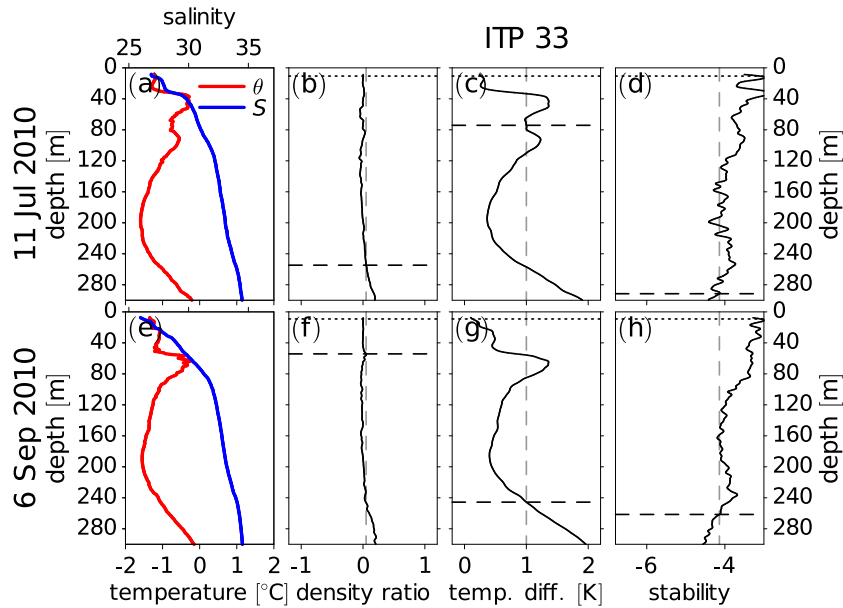 salinity
25 30 34
ITP 33
11 Jul 2010
depth [m]
0
40
80
120
160
200
240
280
(a)
θ
S
(b)
(c)
(d)
0
40
80
120
160
200
240
280
depth [m]
6 Sep 2010
depth [m]
0
40
80
120
160
200
240
280
(e)
(f)
(g)
(h)
0
40
80
120
160
200
240
280
depth [m]
-2 -1 0 1 2
-1 0 1
0 1 2
-6 -4
temperature [°C]
density ratio
temp. diff. [K]
stability